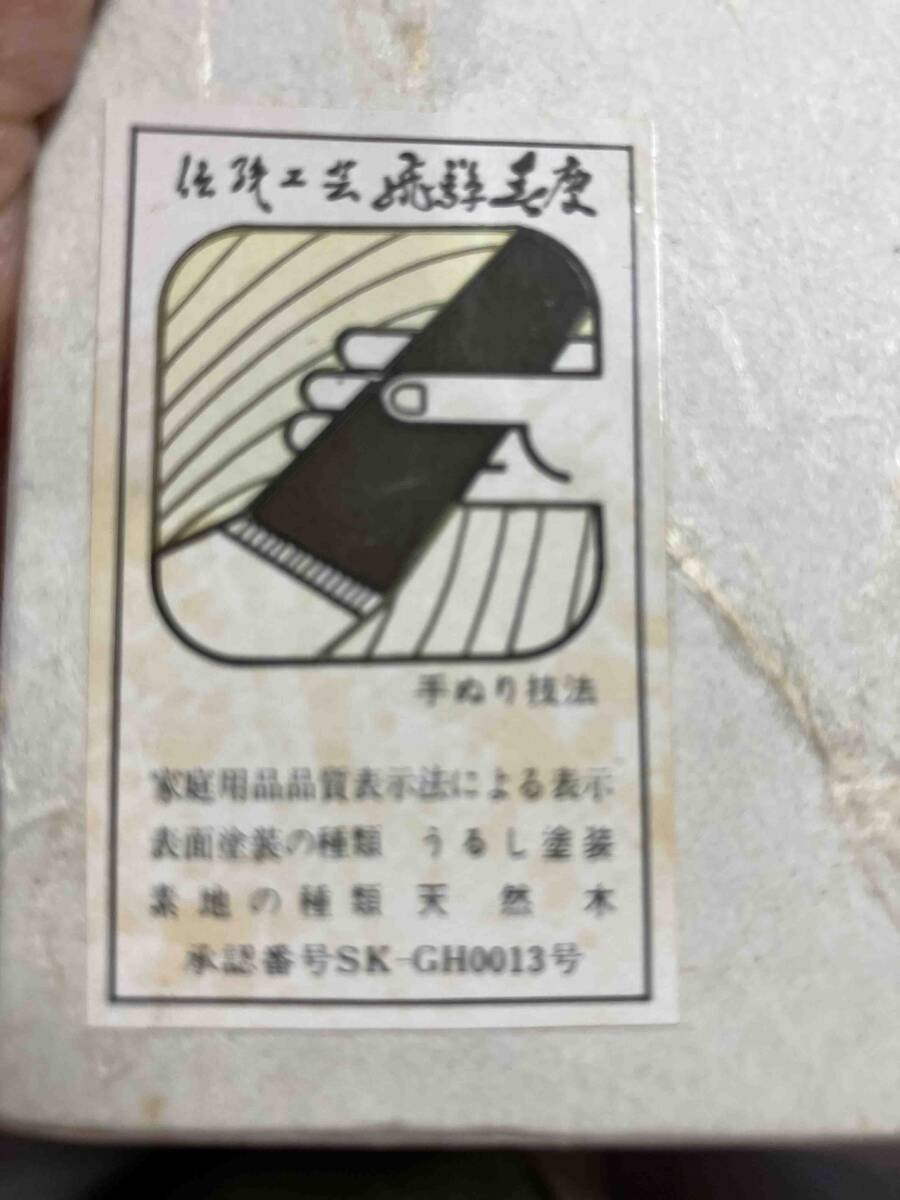 伝統工芸 飛騨春慶
手ぬり技法
家庭用品品質表示法による表示
表面塗装の種類 うるし塗装
素地の種類 天然木
承認番号SK-GH0013号